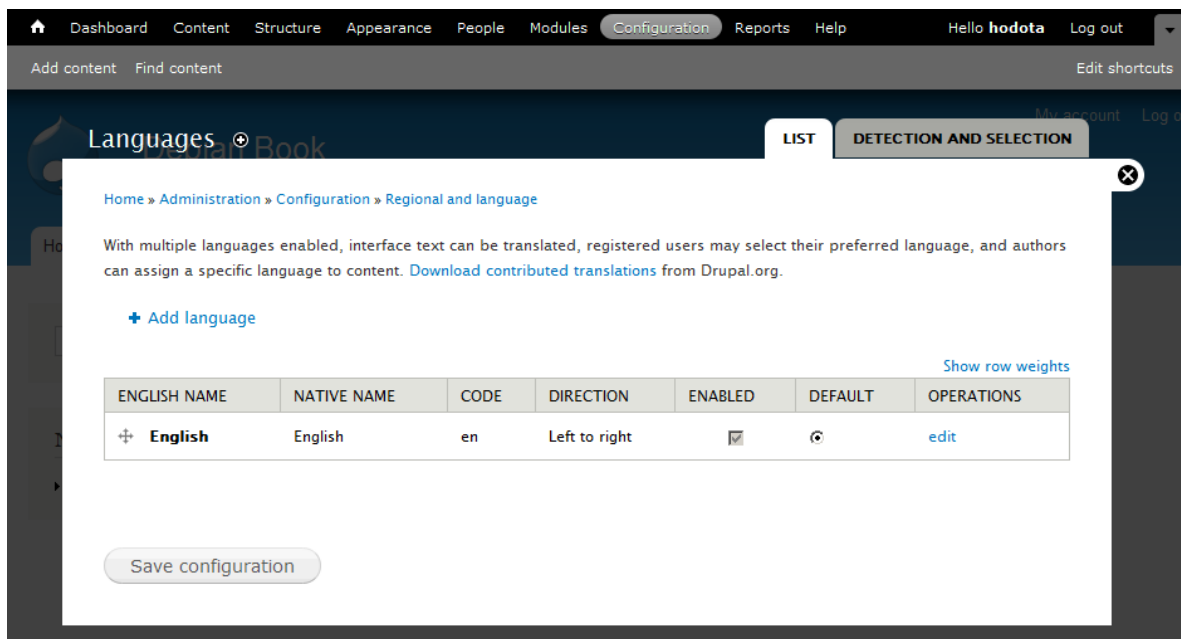 Dashboard Content Structure Appearance People Modules Configuration Reports Help Hello hodota Log out
Add content Find content Edit shortcuts
My account Log o
Languages
Debian Book
LIST DETECTION AND SELECTION
Home » Administration » Configuration » Regional and language
Ho
With multiple languages enabled, interface text can be translated, registered users may select their preferred language, and authors
can assign a specific language to content. Download contributed translations from Drupal.org.
Add language
Show row weights
ENGLISH NAME NATIVE NAME CODE DIRECTION ENABLED DEFAULT OPERATIONS
English English en Left to right edit
Save configuration